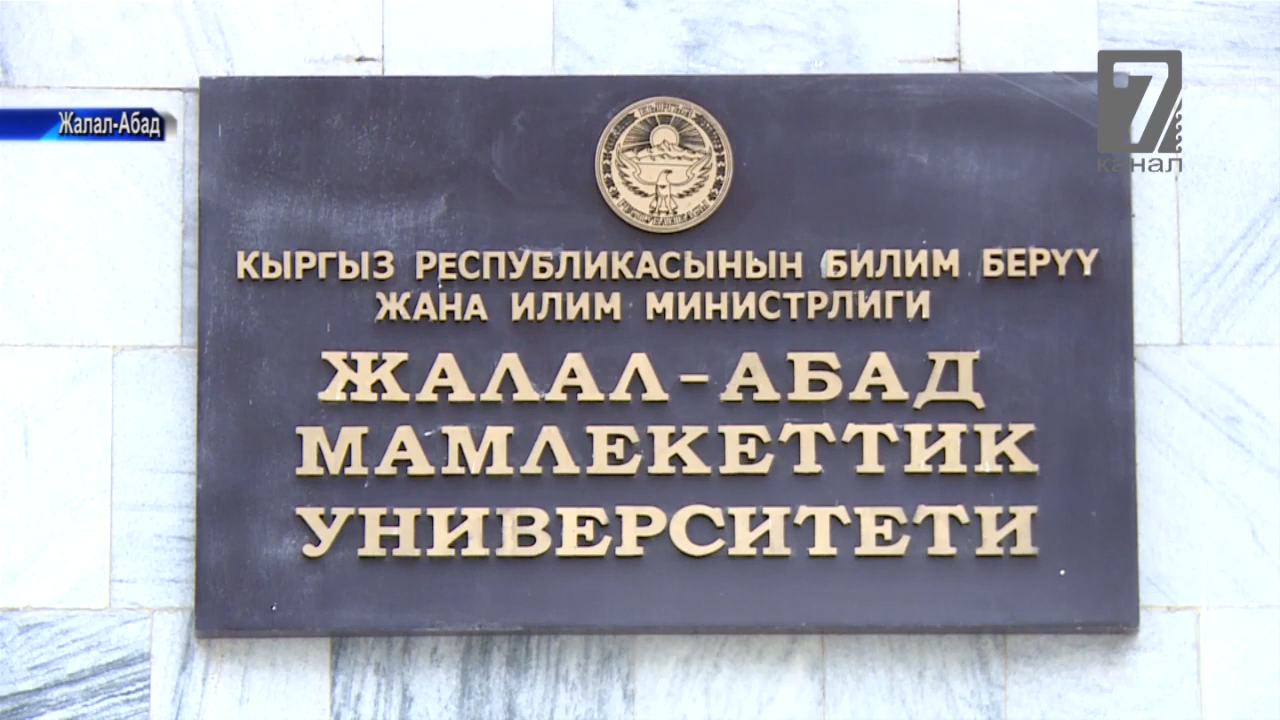 Жалал-Абад
7
канал
КЫРГЫЗ РЕСПУБЛИКАСЫНЫН БИЛИМ БЕРҮҮ
ЖАНА ИЛИМ МИНИСТРЛИГИ
ЖАЛАЛ-АБАД
МАМЛЕКЕТТИК
УНИВЕРСИТЕТИ